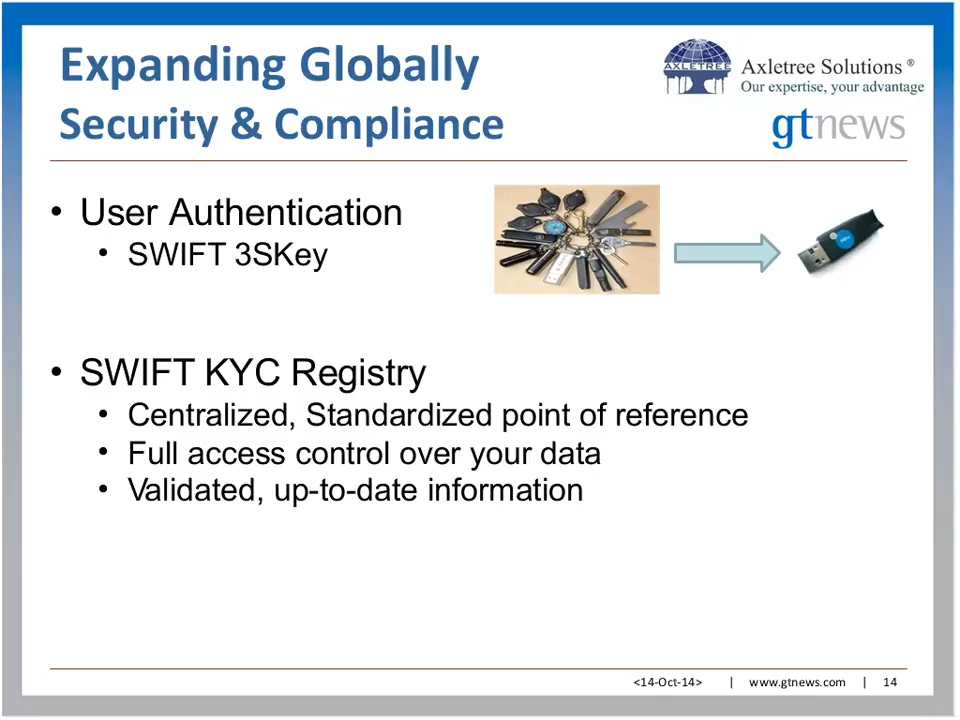 Expanding Globally
Security & Compliance
AXLETREE
Axletree Solutions ®
Our expertise, your advantage
gtnews
• User Authentication
• SWIFT 3SKey
• SWIFT KYC Registry
• Centralized, Standardized point of reference
• Full access control over your data
• Validated, up-to-date information
<14-Oct-14> | www.gtnews.com | 14